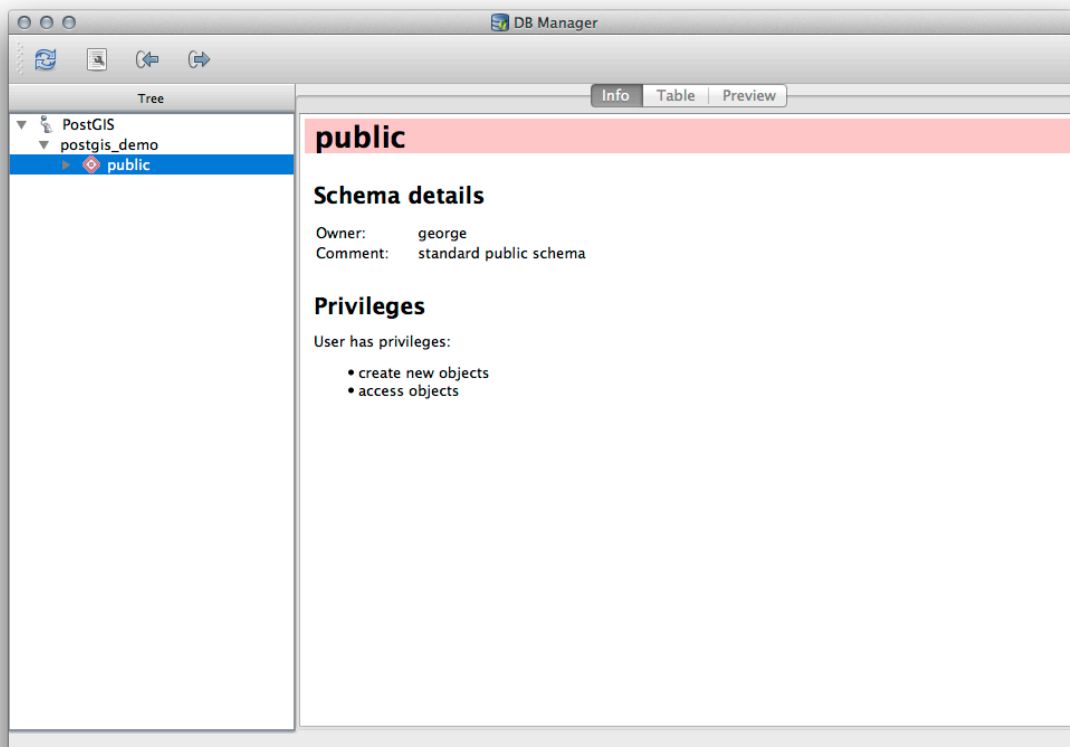 DB Manager
Tree
Info Table Preview
PostGIS
postgis_demo
public
public
Schema details
Owner: george
Comment: standard public schema
Privileges
User has privileges:
• create new objects
• access objects